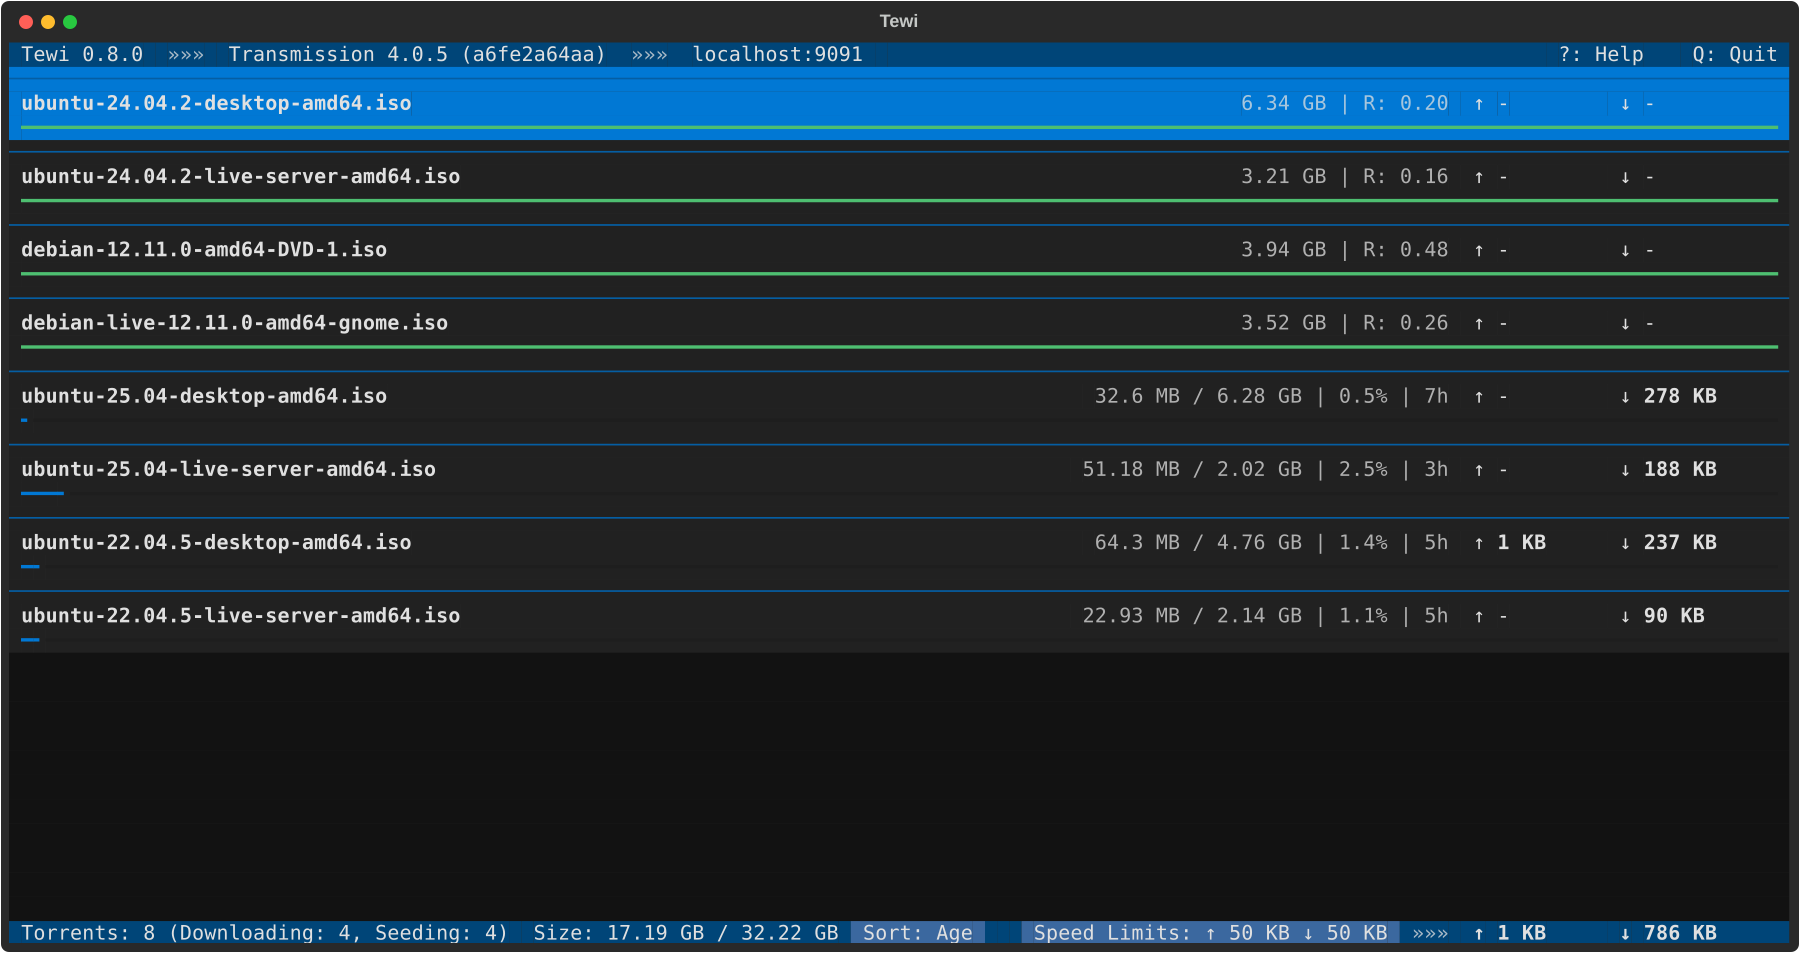 Tewi
Tewi 0.8.0 »»» Transmission 4.0.5 (a6fe2a64aa) »»» localhost:9091 ?: Help Q: Quit
ubuntu-24.04.2-desktop-amd64.iso 6.34 GB | R: 0.20 ↑ - ↓ -
ubuntu-24.04.2-live-server-amd64.iso 3.21 GB | R: 0.16 ↑ - ↓ -
debian-12.11.0-amd64-DVD-1.iso 3.94 GB | R: 0.48 ↑ - ↓ -
debian-live-12.11.0-amd64-gnome.iso 3.52 GB | R: 0.26 ↑ - ↓ -
ubuntu-25.04-desktop-amd64.iso 32.6 MB / 6.28 GB | 0.5% | 7h ↑ - ↓ 278 KB
ubuntu-25.04-live-server-amd64.iso 51.18 MB / 2.02 GB | 2.5% | 3h ↑ - ↓ 188 KB
ubuntu-22.04.5-desktop-amd64.iso 64.3 MB / 4.76 GB | 1.4% | 5h ↑ 1 KB ↓ 237 KB
ubuntu-22.04.5-live-server-amd64.iso 22.93 MB / 2.14 GB | 1.1% | 5h ↑ - ↓ 90 KB
Torrents: 8 (Downloading: 4, Seeding: 4) Size: 17.19 GB / 32.22 GB Sort: Age Speed Limits: ↑ 50 KB ↓ 50 KB »»» ↑ 1 KB ↓ 786 KB